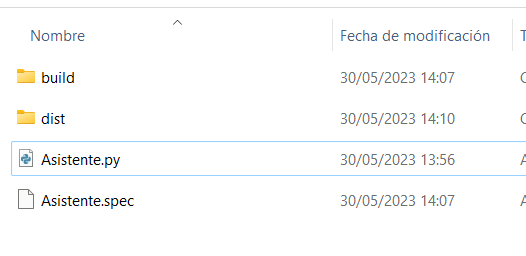 Nombre Fecha de modificación T
build 30/05/2023 14:07 C
dist 30/05/2023 14:10 C
Asistente.py 30/05/2023 13:56 A
Asistente.spec 30/05/2023 14:07 A